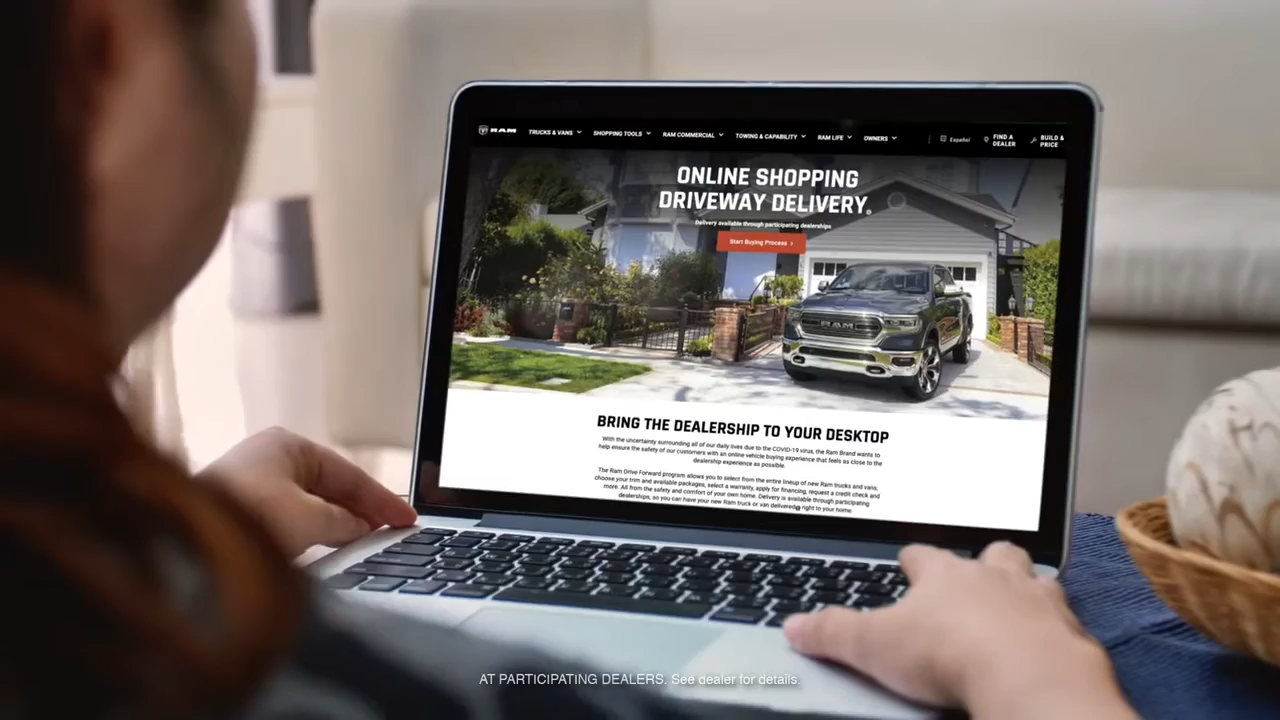 RAM TRUCKS & VANS SHOPPING TOOLS RAM COMMERCIAL TOWING & CAPABILITY RAM LIFE OWNERS Español FIND A DEALER BUILD & PRICE
ONLINE SHOPPING
DRIVEWAY DELIVERY.
Delivery available through participating dealerships
Start Buying Process >
RAM
BRING THE DEALERSHIP TO YOUR DESKTOP
With the uncertainty surrounding all of our daily lives due to the COVID-19 virus, the Ram Brand wants to
help ensure the safety of our customers with an online vehicle buying experience that feels as close to the
dealership experience as possible.
The Ram Drive Forward program allows you to select from the entire lineup of new Ram trucks and vans,
choose your trim and available packages, select a warranty, apply for financing, request a credit check and
more. All from the safety and comfort of your own home. Delivery is available through participating
dealerships, so you can have your new Ram truck or van delivered right to your home.
AT PARTICIPATING DEALERS. See dealer for details.